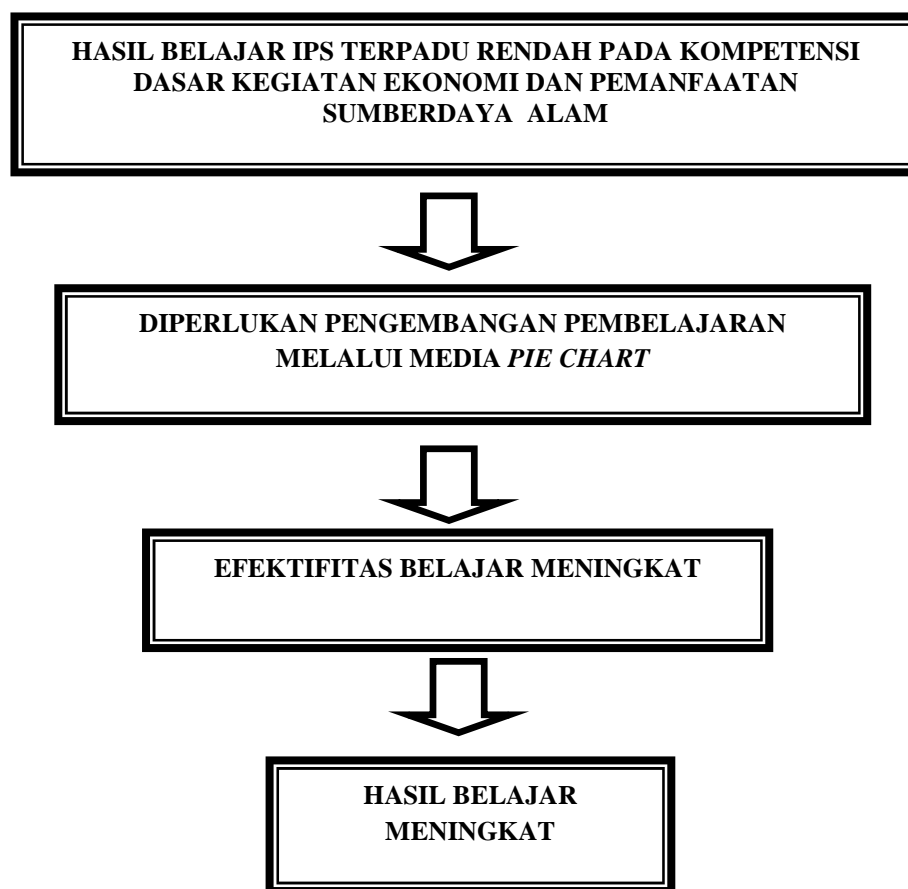 HASIL BELAJAR IPS TERPADU RENDAH PADA KOMPETENSI
DASAR KEGIATAN EKONOMI DAN PEMANFAATAN
SUMBERDAYA ALAM
DIPERLUKAN PENGEMBANGAN PEMBELAJARAN
MELALUI MEDIA PIE CHART
EFEKTIFITAS BELAJAR MENINGKAT
HASIL BELAJAR
MENINGKAT